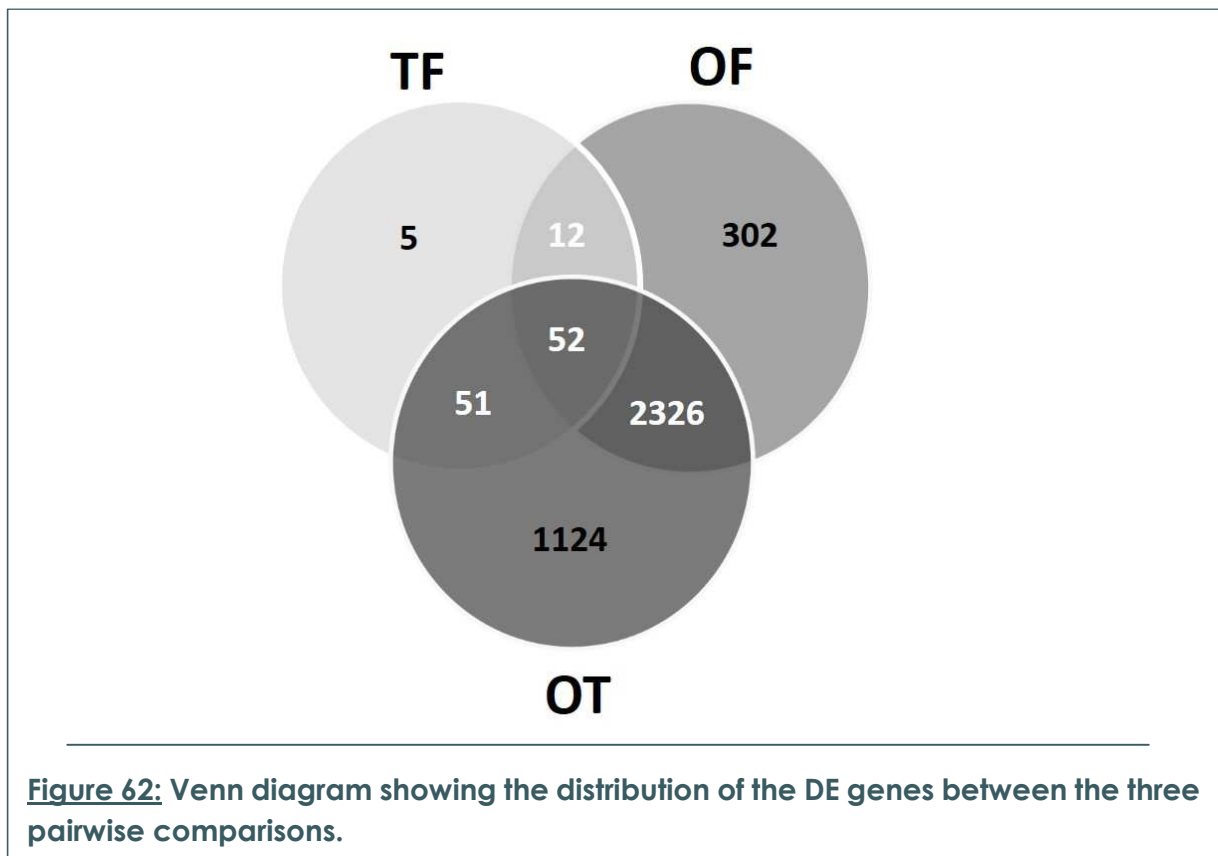 TF OF
5 12 302
52
51 2326
1124
OT
Figure 62: Venn diagram showing the distribution of the DE genes between the three
pairwise comparisons.